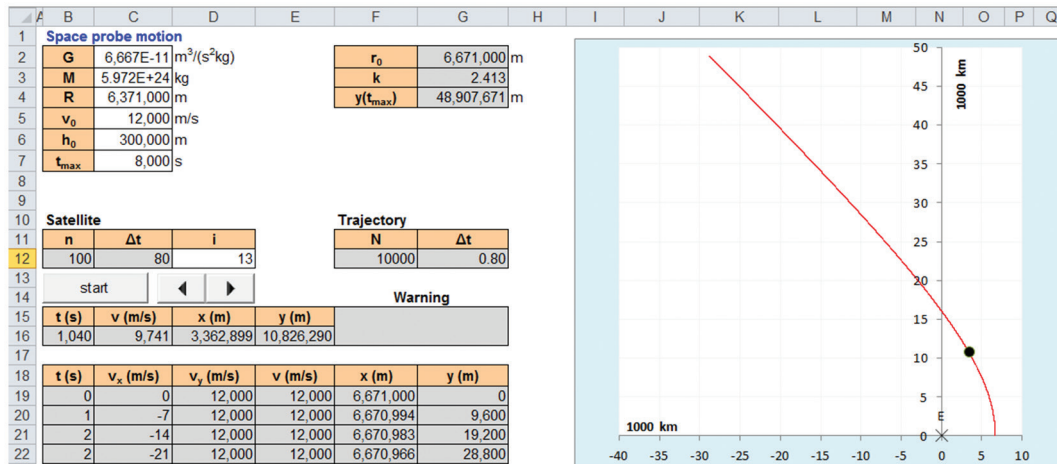 A B C D E F G H I J K L M N O P Q
1 Space probe motion
2 G 6,667E-11 m³/(s²kg) r₀ 6,671,000 m
3 M 5.972E+24 kg k 2.413
4 R 6,371,000 m y(tₘₐₓ) 48,907,671 m
5 v₀ 12,000 m/s
6 h₀ 300,000 m
7 tₘₐₓ 8,000 s
8
9
10 Satellite Trajectory
11 n Δt i N Δt
12 100 80 13 10000 0.80
13 start
14 Warning
15 t (s) v (m/s) x (m) y (m)
16 1,040 9,741 3,362,899 10,826,290
17
18 t (s) vₓ (m/s) vᵧ (m/s) v (m/s) x (m) y (m)
19 0 0 12,000 12,000 6,671,000 0
20 1 -7 12,000 12,000 6,670,994 9,600
21 2 -14 12,000 12,000 6,670,983 19,200
22 2 -21 12,000 12,000 6,670,966 28,800
50
45
40
35
30
25
20
15
10
5
0
1000 km
E
1000 km
-40 -35 -30 -25 -20 -15 -10 -5 0 5 10